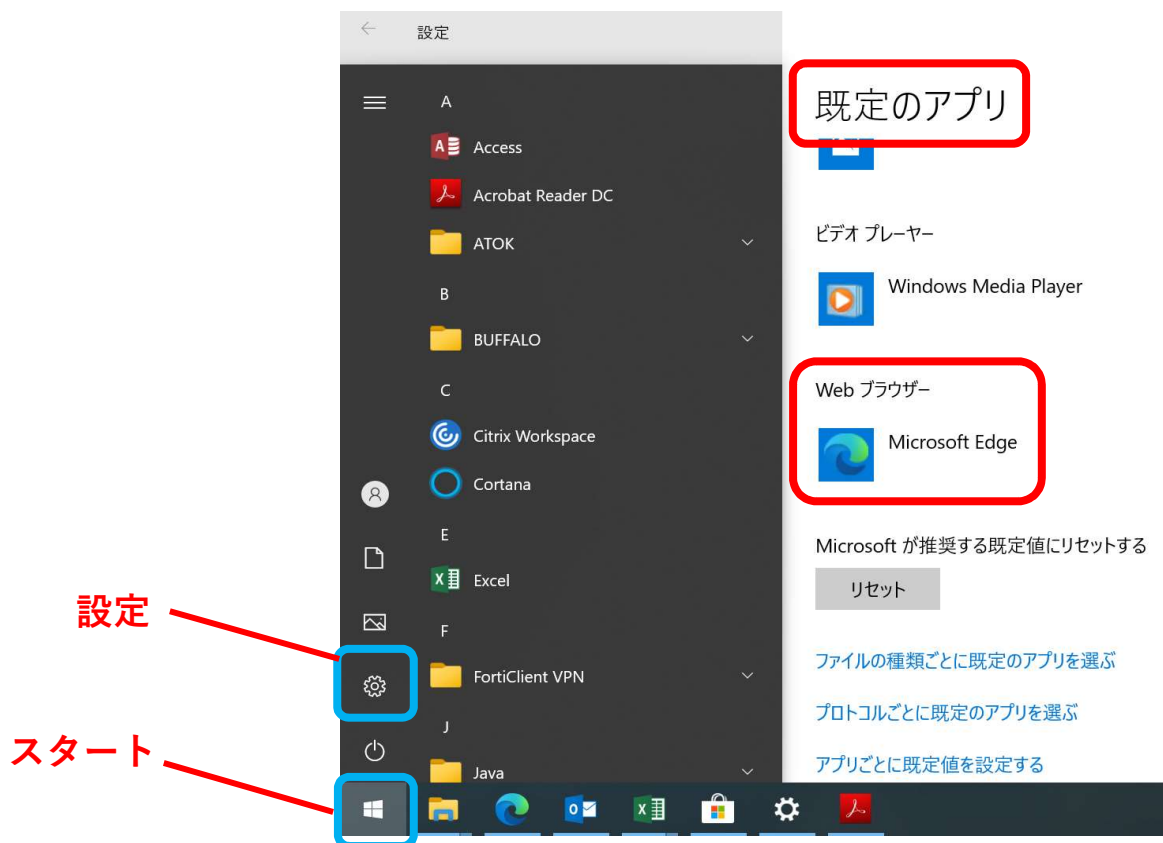 設定
A
Access
Acrobat Reader DC
ATOK
B
BUFFALO
C
Citrix Workspace
Cortana
E
Excel
F
FortiClient VPN
J
Java
設定
スタート
既定のアプリ
ビデオ プレーヤー
Windows Media Player
Web ブラウザー
Microsoft Edge
Microsoft が推奨する既定値にリセットする
リセット
ファイルの種類ごとに既定のアプリを選ぶ
プロトコルごとに既定のアプリを選ぶ
アプリごとに既定値を設定する